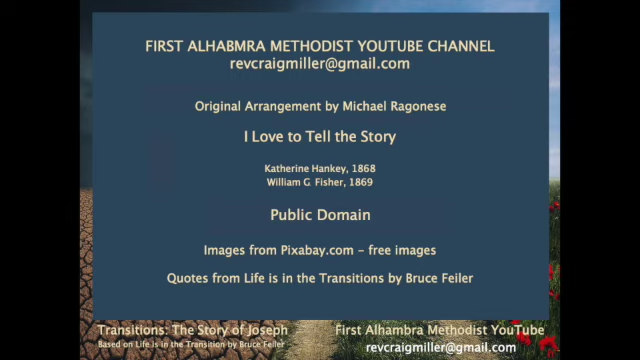 FIRST ALHABMRA METHODIST YOUTUBE CHANNEL
revcraigmiller@gmail.com
Original Arrangement by Michael Ragonese
I Love to Tell the Story
Katherine Hankey, 1868
William G. Fisher, 1869
Public Domain
Images from Pixabay.com – free images
Quotes from Life is in the Transitions by Bruce Feiler
Transitions: The Story of Joseph
Based on Life is in the Transition by Bruce Feiler
First Alhambra Methodist YouTube
revcraigmiller@gmail.com